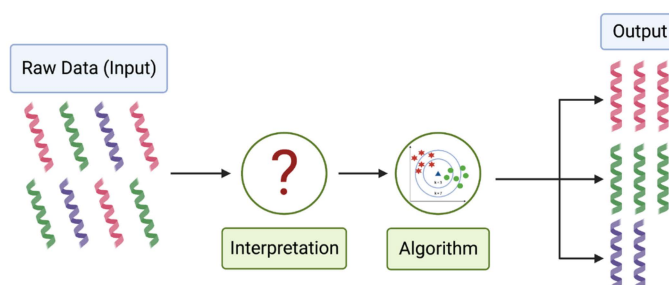 Raw Data (Input)
Output
?
Interpretation
Algorithm